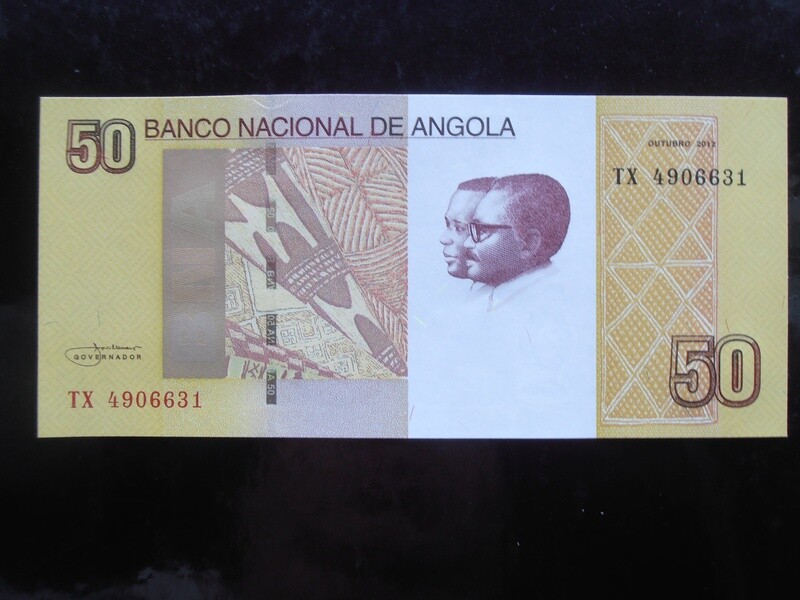 50 BANCO NACIONAL DE ANGOLA
OUTUBRO 2012
TX 4906631
GOVERNADOR
TX 4906631
50